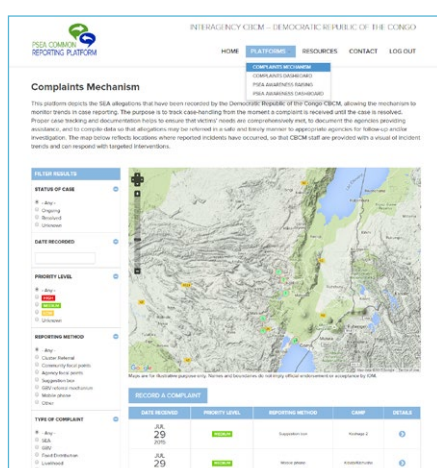 INTERAGENCY CBCM – DEMOCRATIC REPUBLIC OF THE CONGO
PSEA COMMON
REPORTING PLATFORM
HOME PLATFORMS RESOURCES CONTACT LOG OUT
COMPLAINTS MECHANISM
COMPLAINTS DASHBOARD
PSEA AWARENESS RAISING
PSEA AWARENESS DASHBOARD
Complaints Mechanism
This platform depicts the SEA allegations that have been recorded by the Democratic Republic of the Congo CBCM, allowing the mechanism to
monitor trends in case reporting. The purpose is to track case-handling from the moment a complaint is received until the case is resolved.
Proper case tracking and documentation helps to ensure that victims' needs are comprehensively met, to document the agencies providing
assistance, and to compile data so that allegations may be referred in a safe and timely manner to appropriate agencies for follow-up and/or
investigation. The map below reflects locations where reported incidents have occurred, so that CBCM staff are provided with a visual of incident
trends and can respond with targeted interventions.
FILTER RESULTS
STATUS OF CASE
- Any -
Ongoing
Resolved
Unknown
DATE RECORDED
PRIORITY LEVEL
- Any -
HIGH
MEDIUM
LOW
Unknown
REPORTING METHOD
- Any -
Cluster Referral
Community focal points
Agency focal points
Suggestion box
GBV referral mechanism
Mobile phone
Other
TYPE OF COMPLAINT
- Any -
SEA
GBV
Food Distribution
Livelihood
Maps are for illustrative purpose only. Names and boundaries do not imply official endorsement or acceptance by IOM.
RECORD A COMPLAINT
DATE RECEIVED PRIORITY LEVEL REPORTING METHOD CAMP DETAILS
JUL
29
2015
MEDIUM Suggestion box
JUL
29
MEDIUM Mobile phone